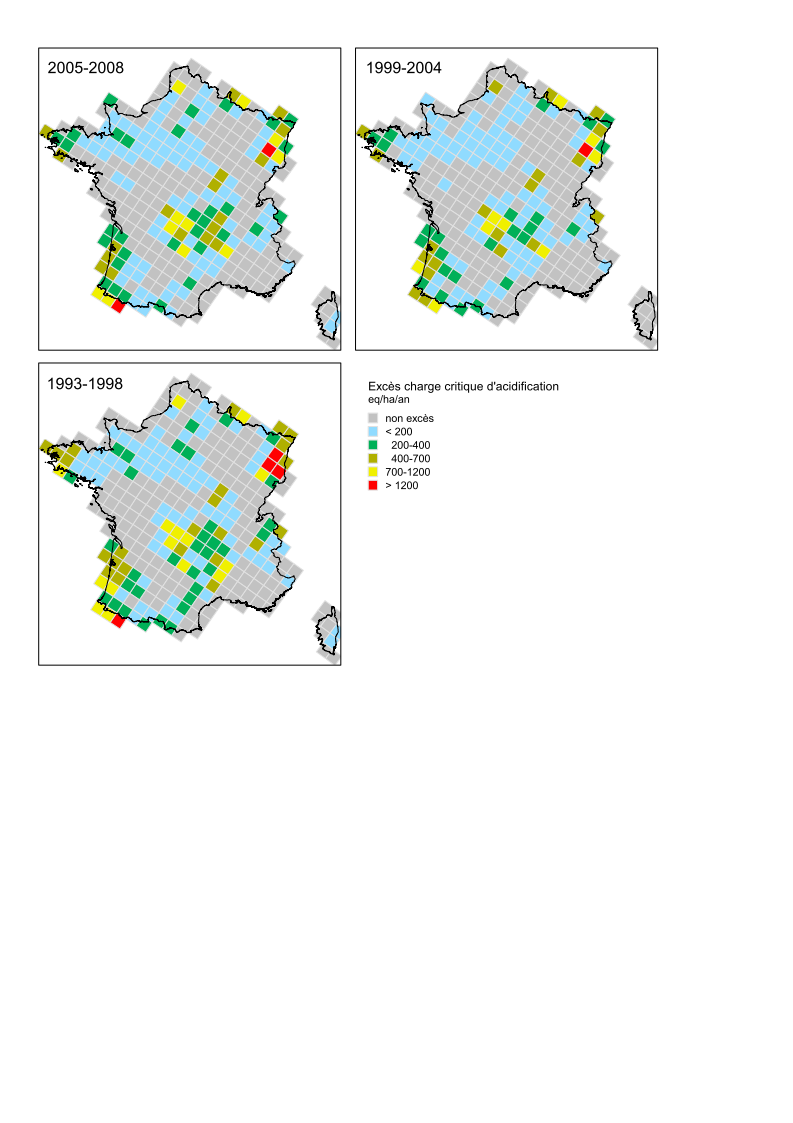 2005-2008
1999-2004
1993-1998
Excès charge critique d'acidification
eq/ha/an
non excès
< 200
200-400
400-700
700-1200
> 1200